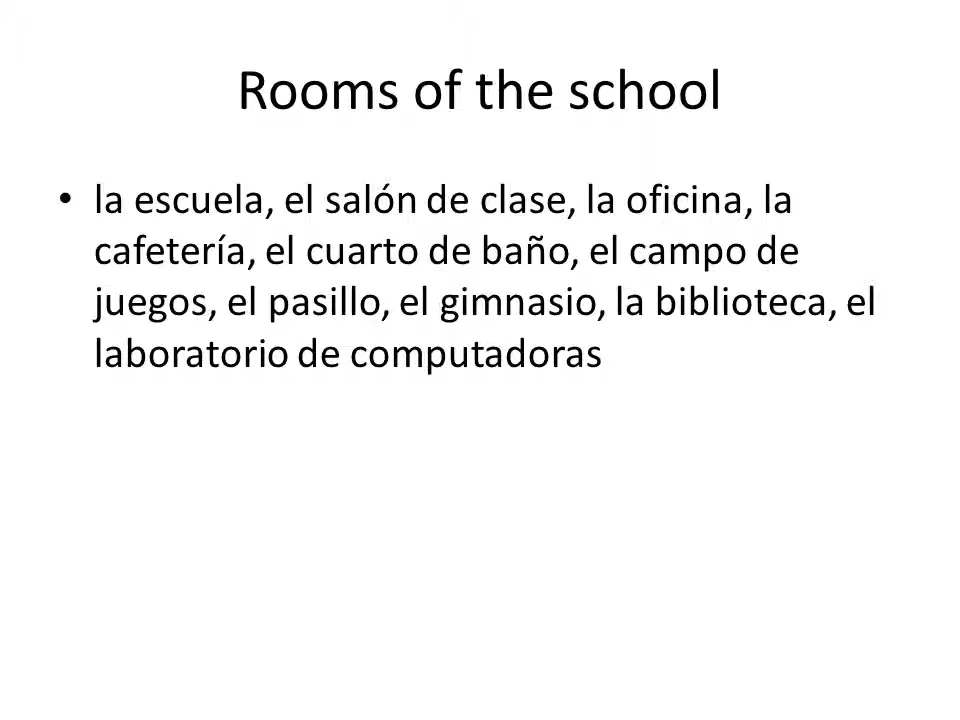 Rooms of the school
• la escuela, el salón de clase, la oficina, la
cafetería, el cuarto de baño, el campo de
juegos, el pasillo, el gimnasio, la biblioteca, el
laboratorio de computadoras